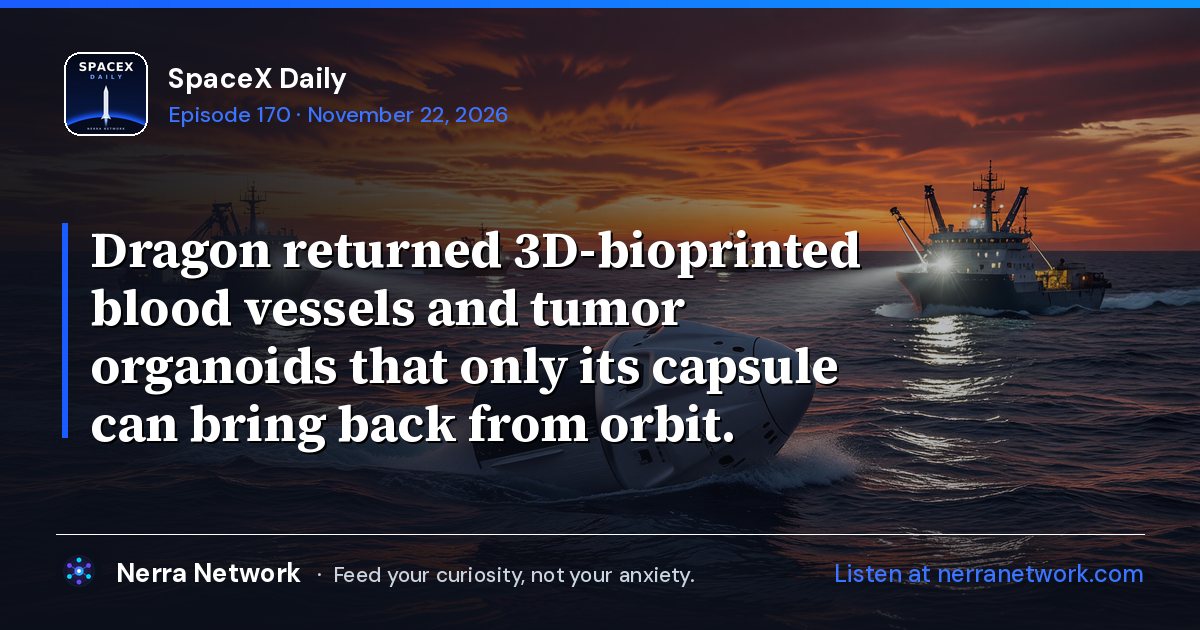 SPACEX
DAILY
NERRA NETWORK
SpaceX Daily
Episode 170 · November 22, 2026
Dragon returned 3D-bioprinted
blood vessels and tumor
organoids that only its capsule
can bring back from orbit.
Nerra Network · Feed your curiosity, not your anxiety.
Listen at nerranetwork.com